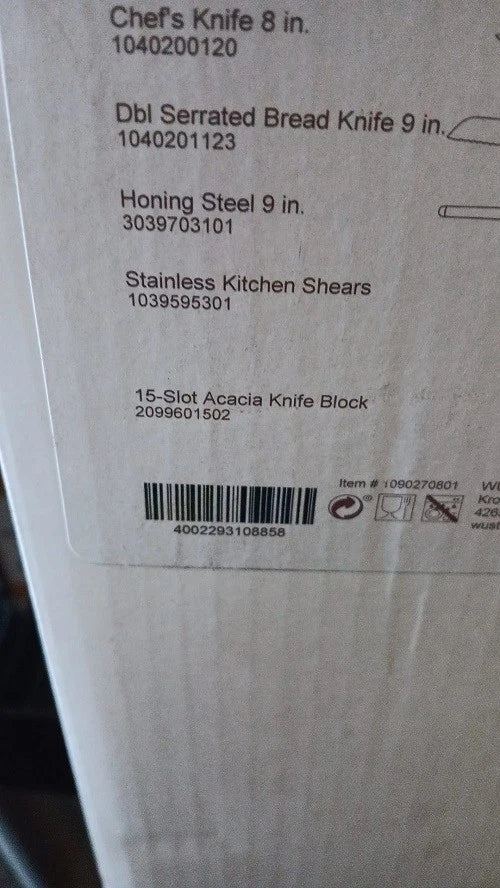 Chef's Knife 8 in.
1040200120
Dbl Serrated Bread Knife 9 in.
1040201123
Honing Steel 9 in.
3039703101
Stainless Kitchen Shears
1039595301
15-Slot Acacia Knife Block
2099601502
Item # 1090270801
4002293108858